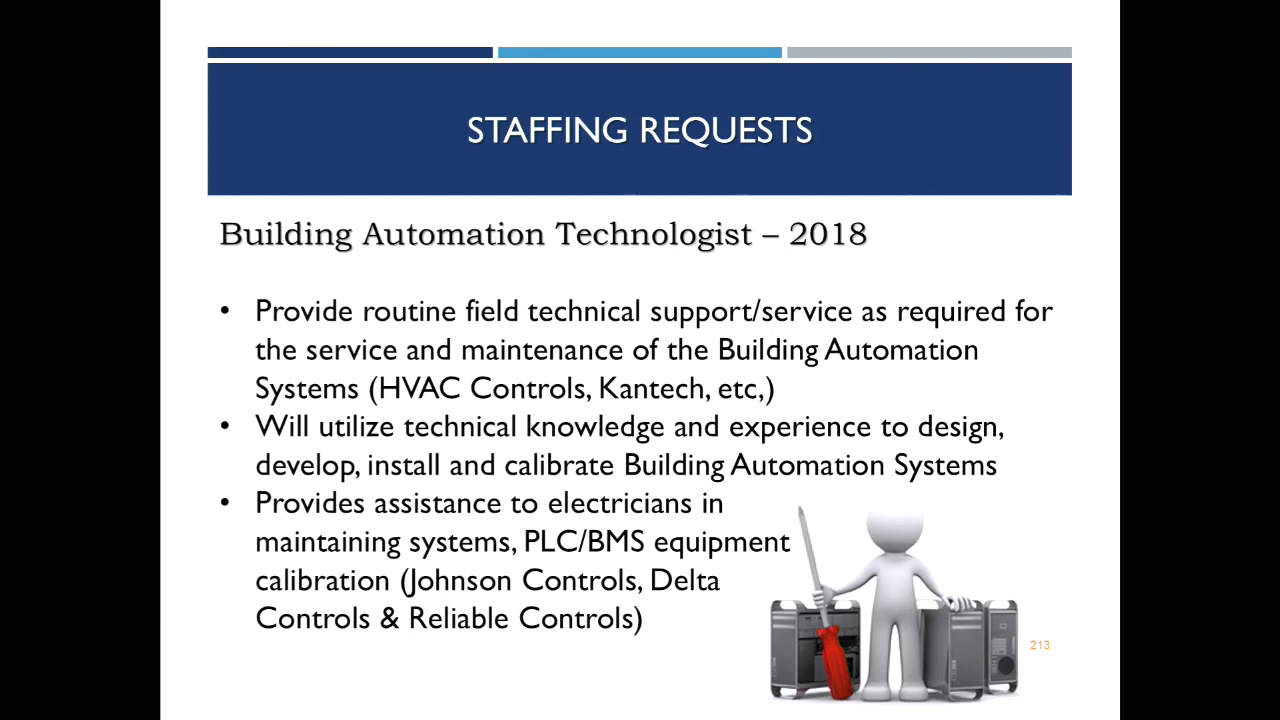 STAFFING REQUESTS
Building Automation Technologist – 2018
• Provide routine field technical support/service as required for
the service and maintenance of the Building Automation
Systems (HVAC Controls, Kantech, etc,)
• Will utilize technical knowledge and experience to design,
develop, install and calibrate Building Automation Systems
• Provides assistance to electricians in
maintaining systems, PLC/BMS equipment
calibration (Johnson Controls, Delta
Controls & Reliable Controls)
213